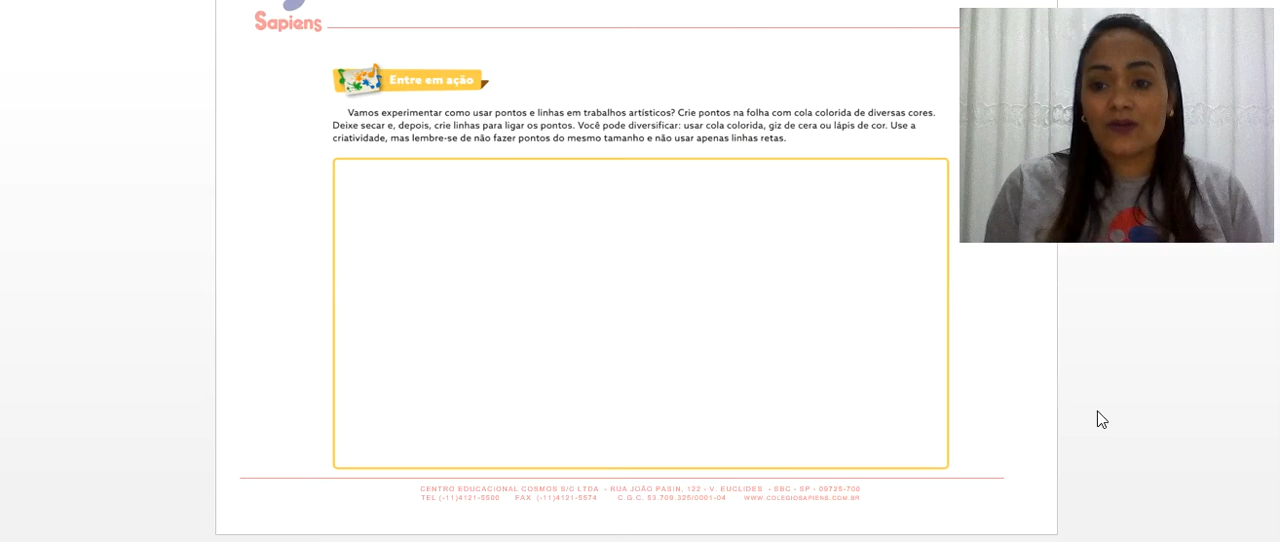 Sapiens
Entre em ação
Vamos experimentar como usar pontos e linhas em trabalhos artísticos? Crie pontos na folha com cola colorida de diversas cores.
Deixe secar e, depois, crie linhas para ligar os pontos. Você pode diversificar: usar cola colorida, giz de cera ou lápis de cor. Use a
criatividade, mas lembre-se de não fazer pontos do mesmo tamanho e não usar apenas linhas retas.
CENTRO EDUCACIONAL COSMOS S/C LTDA - RUA JOÃO PASIN, 122 - V. EUCLIDES - SBC - SP - 09725-700
TEL (-11)4121-5500 FAX (-11)4121-5574 C.G.C. 53.709.325/0001-04 WWW.COLEGIOSAPIENS.COM.BR